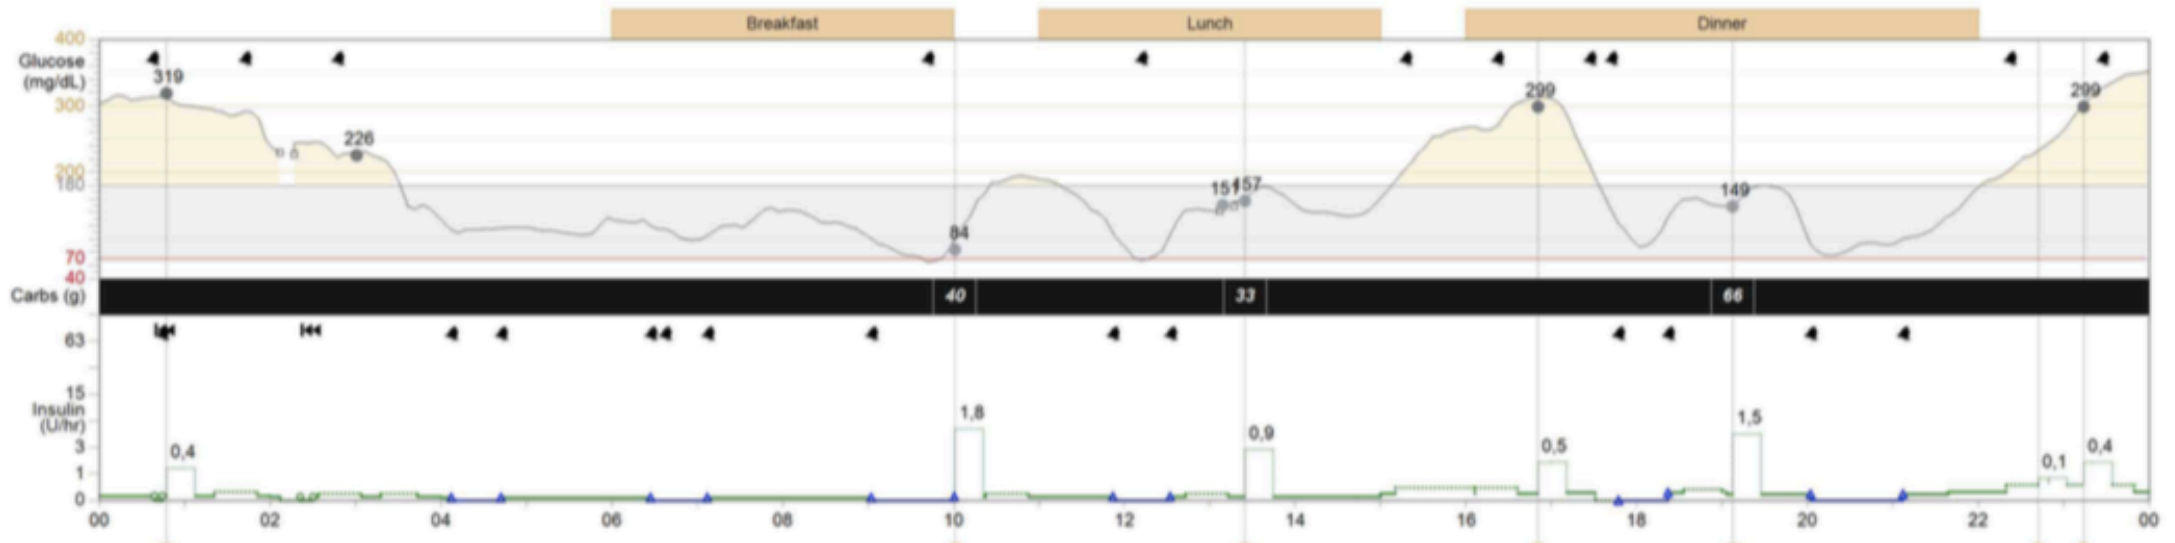 Breakfast Lunch Dinner
400
Glucose
(mg/dL)
319
300
299 299
226
200
180
151 157 149
84
70
40
Carbs (g) 40 33 66
63
15
Insulin
(U/hr)
1,8 1,5
0,9
3
0,4 0,5 0,4
0,1
1
0
00 02 04 06 08 10 12 14 16 18 20 22 00